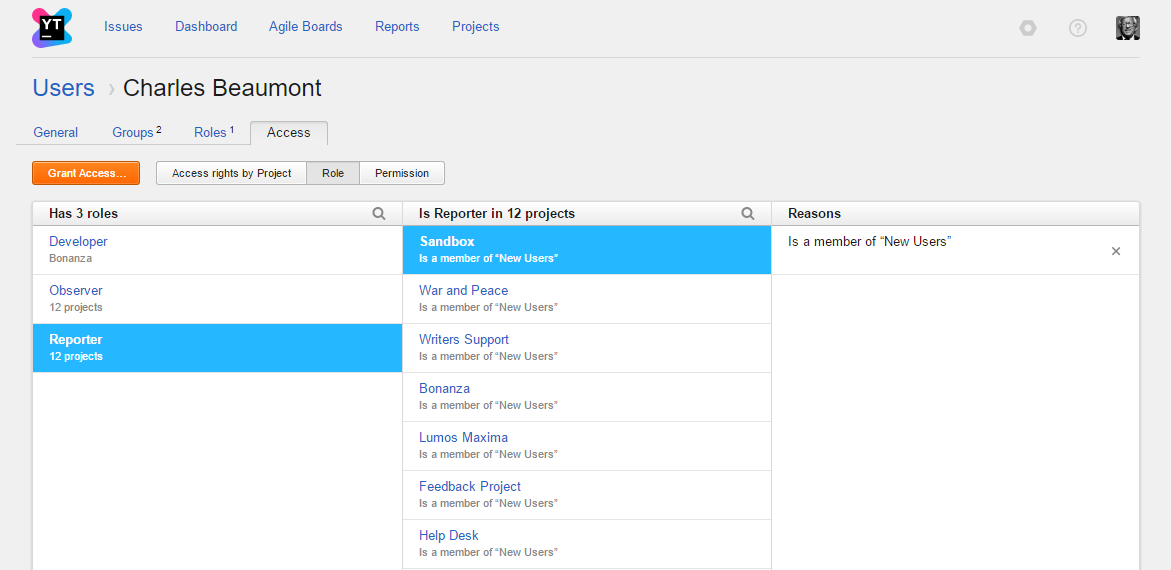 YT
Issues
Dashboard
Agile Boards
Reports
Projects
?
Users › Charles Beaumont
General
Groups 2
Roles 1
Access
Grant Access...
Access rights by Project
Role
Permission
Has 3 roles
Developer
Bonanza
Observer
12 projects
Reporter
12 projects
Is Reporter in 12 projects
Sandbox
Is a member of “New Users”
War and Peace
Is a member of “New Users”
Writers Support
Is a member of “New Users”
Bonanza
Is a member of “New Users”
Lumos Maxima
Is a member of “New Users”
Feedback Project
Is a member of “New Users”
Help Desk
Is a member of “New Users”
Reasons
Is a member of “New Users”